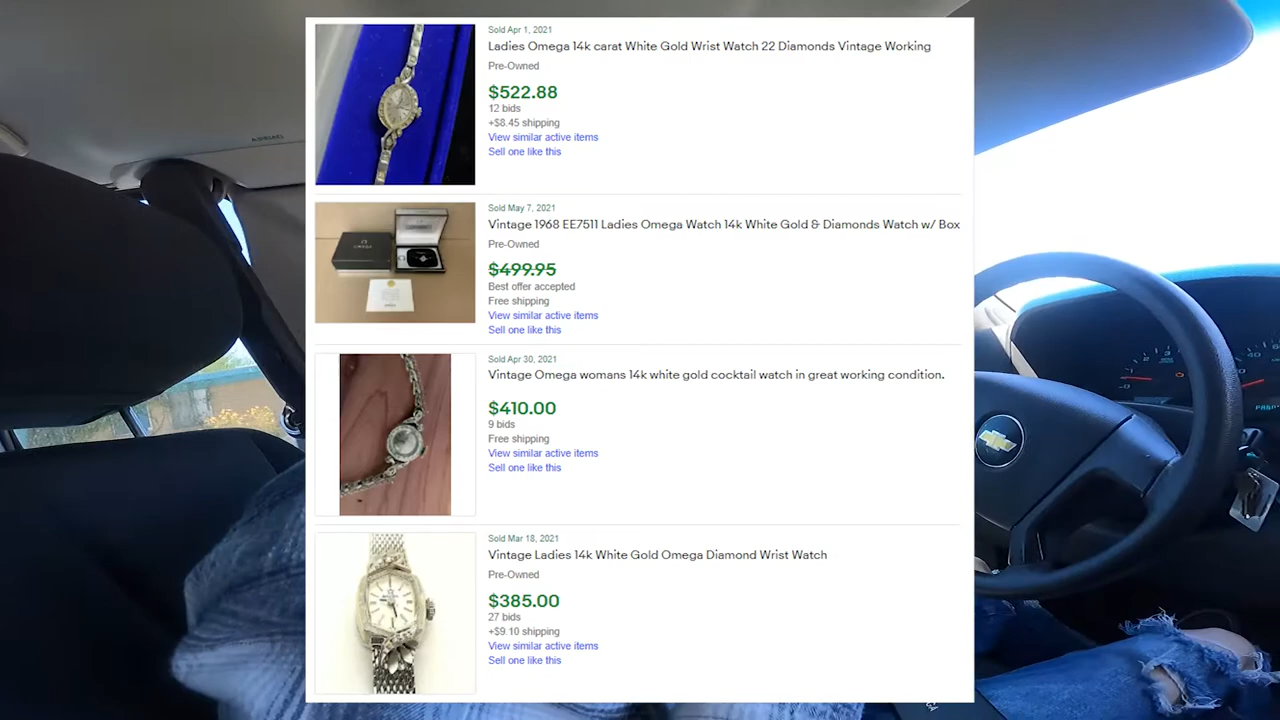 Sold Apr 1, 2021
Ladies Omega 14k carat White Gold Wrist Watch 22 Diamonds Vintage Working
Pre-Owned
$522.88
12 bids
+$8.45 shipping
View similar active items
Sell one like this
Sold May 7, 2021
Vintage 1968 EE7511 Ladies Omega Watch 14k White Gold & Diamonds Watch w/ Box
Pre-Owned
$499.95
Best offer accepted
Free shipping
View similar active items
Sell one like this
Sold Apr 30, 2021
Vintage Omega womans 14k white gold cocktail watch in great working condition.
$410.00
9 bids
Free shipping
View similar active items
Sell one like this
Sold Mar 18, 2021
Vintage Ladies 14k White Gold Omega Diamond Wrist Watch
Pre-Owned
$385.00
27 bids
+$9.10 shipping
View similar active items
Sell one like this